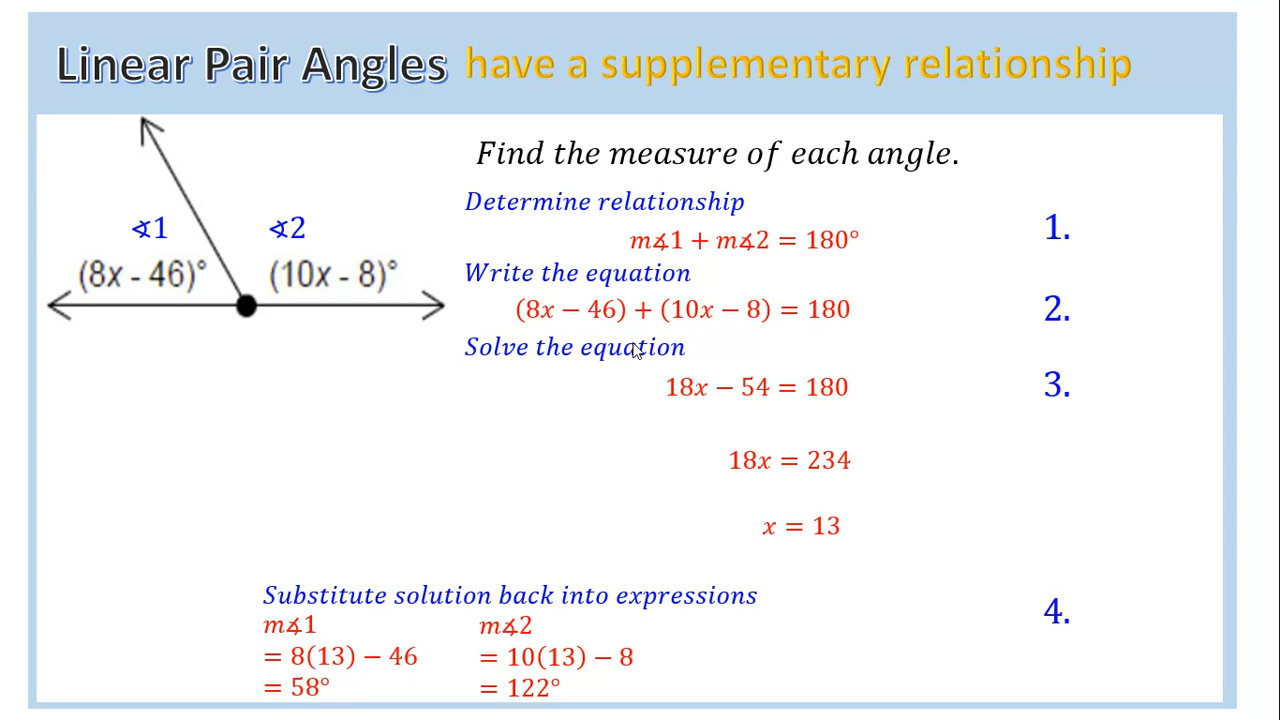 Linear Pair Angles have a supplementary relationship
Find the measure of each angle.
∢1 ∢2
(8x - 46)° (10x - 8)°
Determine relationship
m∡1 + m∡2 = 180°
1.
Write the equation
(8x − 46) + (10x − 8) = 180
2.
Solve the equation
18x − 54 = 180
3.
18x = 234
x = 13
Substitute solution back into expressions
4.
m∡1 m∡2
= 8(13) − 46 = 10(13) − 8
= 58° = 122°